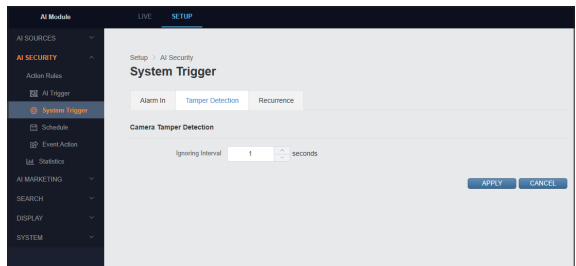 AI Module
LIVE SETUP
AI SOURCES
AI SECURITY
Action Rules
AI Trigger
System Trigger
Schedule
Event Action
Statistics
AI MARKETING
SEARCH
DISPLAY
SYSTEM
Setup > AI Security
System Trigger
Alarm In Tamper Detection Recurrence
Camera Tamper Detection
Ignoring Interval 1 seconds
APPLY CANCEL